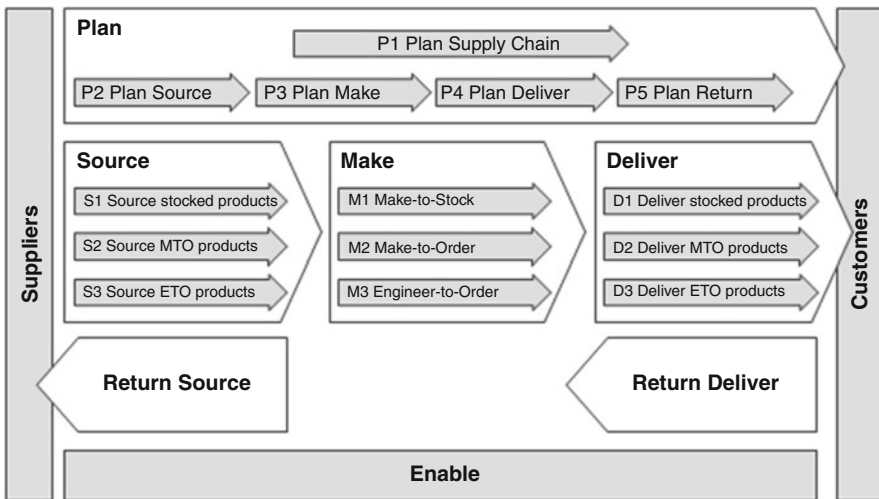 Plan
P1 Plan Supply Chain
P2 Plan Source
P3 Plan Make
P4 Plan Deliver
P5 Plan Return
Suppliers
Customers
Source
S1 Source stocked products
S2 Source MTO products
S3 Source ETO products
Make
M1 Make-to-Stock
M2 Make-to-Order
M3 Engineer-to-Order
Deliver
D1 Deliver stocked products
D2 Deliver MTO products
D3 Deliver ETO products
Return Source
Return Deliver
Enable